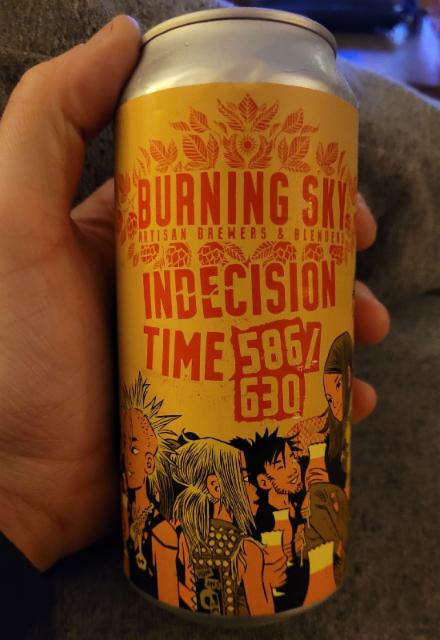 BURNING SKY
ARTISAN BREWERS & BLENDERS
INDECISION
TIME 586/
630